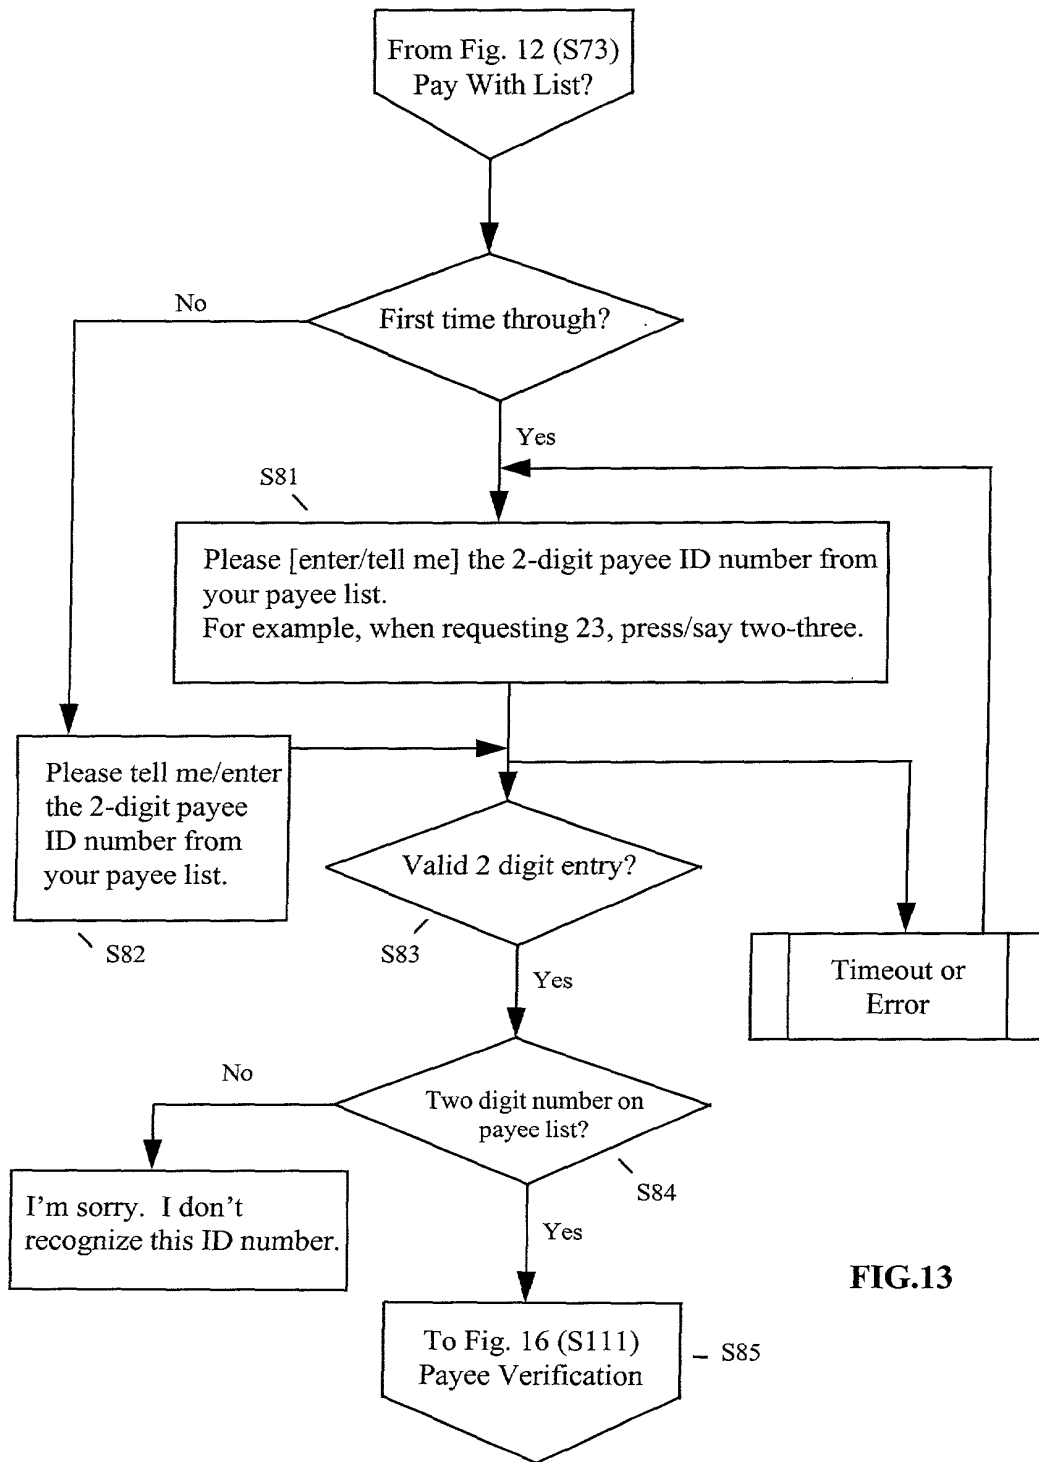 From Fig. 12 (S73)
Pay With List?
No
First time through?
Yes
S81
Please [enter/tell me] the 2-digit payee ID number from
your payee list.
For example, when requesting 23, press/say two-three.
Please tell me/enter
the 2-digit payee
ID number from
your payee list.
S82
Valid 2 digit entry?
S83
Timeout or
Error
Yes
No
Two digit number on
payee list?
S84
I'm sorry. I don't
recognize this ID number.
Yes
FIG.13
To Fig. 16 (S111)
Payee Verification
S85